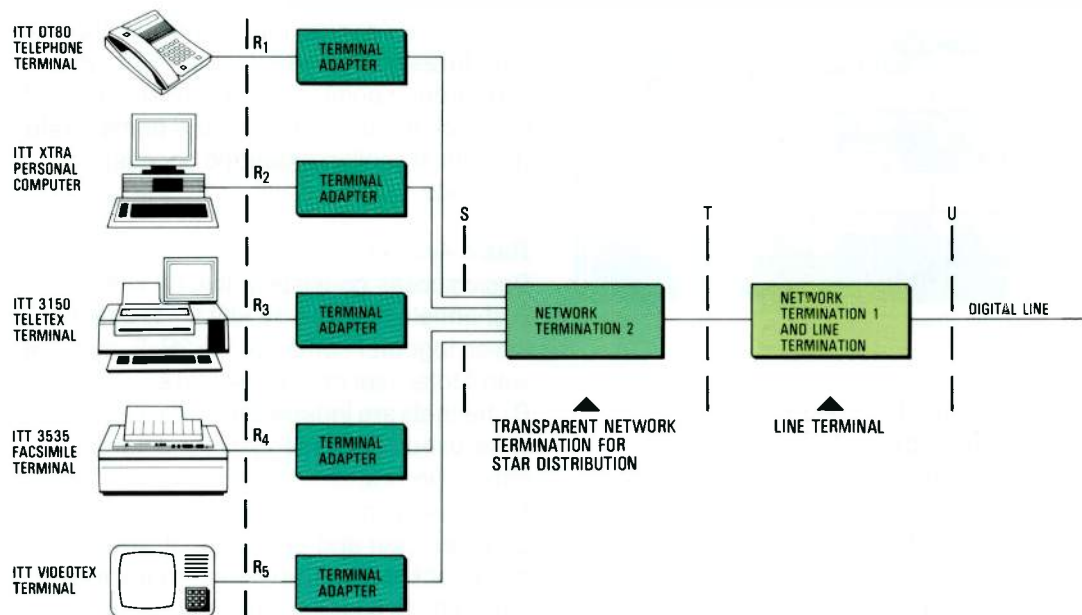 ITT DT80
TELEPHONE
TERMINAL
R1
TERMINAL
ADAPTER
ITT XTRA
PERSONAL
COMPUTER
R2
TERMINAL
ADAPTER
S
T
U
ITT 3150
TELETEX
TERMINAL
R3
TERMINAL
ADAPTER
NETWORK
TERMINATION 2
NETWORK
TERMINATION 1
AND LINE
TERMINATION
DIGITAL LINE
ITT 3535
FACSIMILE
TERMINAL
R4
TERMINAL
ADAPTER
TRANSPARENT NETWORK
TERMINATION FOR
STAR DISTRIBUTION
LINE TERMINAL
ITT VIDEOTEX
TERMINAL
R5
TERMINAL
ADAPTER